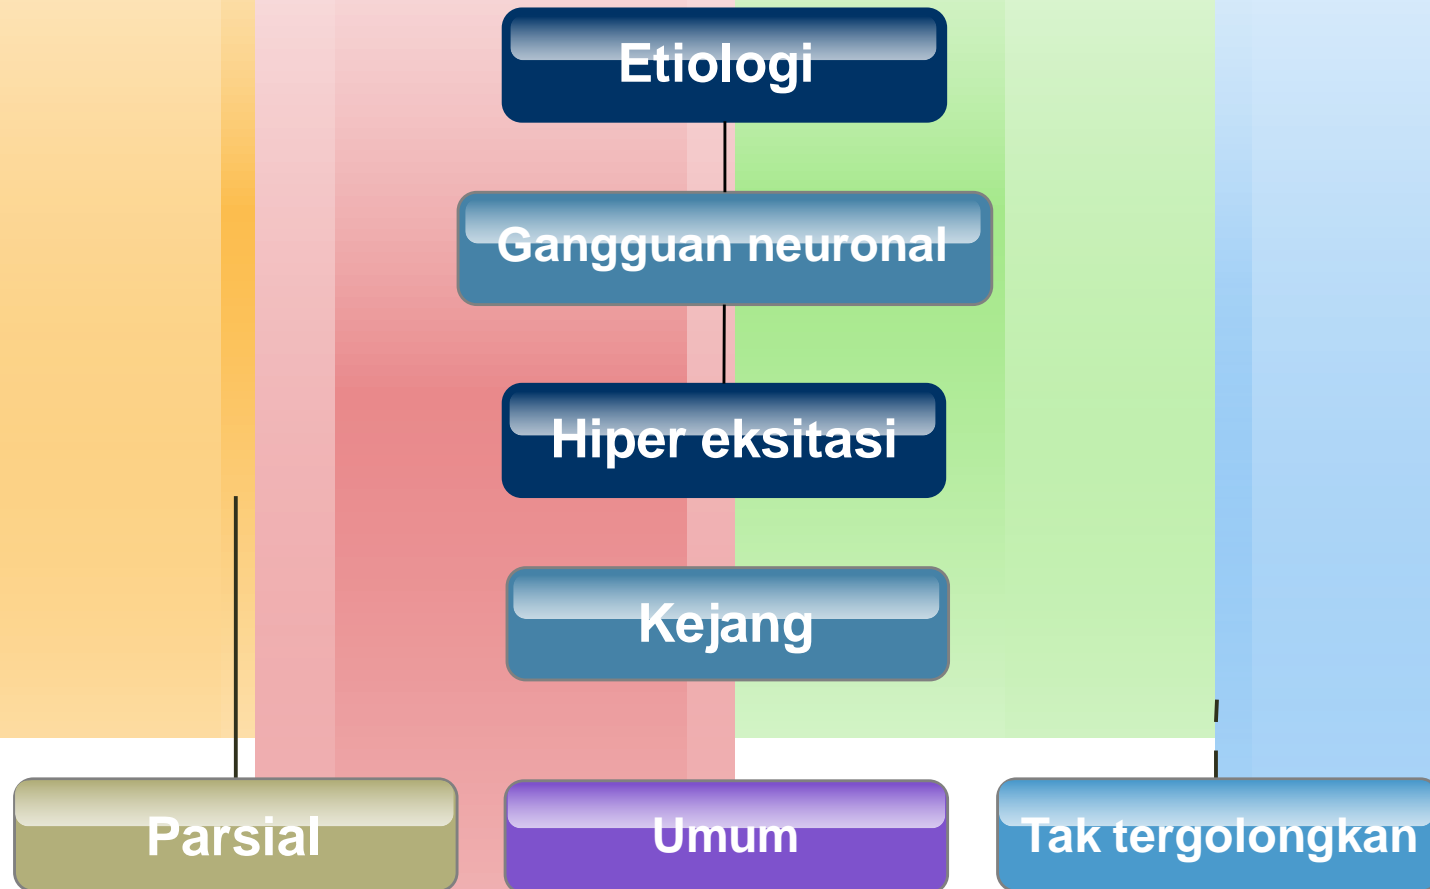 Etiologi
Gangguan neuronal
Hiper eksitasi
Kejang
Parsial
Umum
Tak tergolongkan